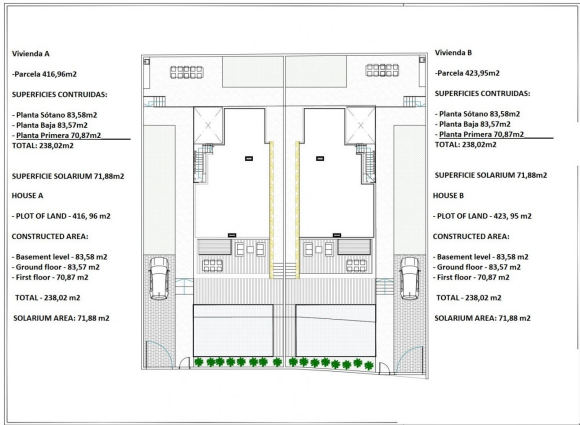 Vivienda A
-Parcela 416,96m2
SUPERFICIES CONTRUIDAS:
- Planta Sótano 83,58m2
- Planta Baja 83,57m2
- Planta Primera 70,87m2
TOTAL: 238,02m2
SUPERFICIE SOLARIUM 71,88m2
HOUSE A
- PLOT OF LAND - 416, 96 m2
CONSTRUCTED AREA:
- Basement level - 83,58 m2
- Ground floor - 83,57 m2
- First floor - 70,87 m2
TOTAL - 238,02 m2
SOLARIUM AREA: 71,88 m2
Vivienda B
-Parcela 423,95m2
SUPERFICIES CONTRUIDAS:
- Planta Sótano 83,58m2
- Planta Baja 83,57m2
- Planta Primera 70,87m2
TOTAL: 238,02m2
SUPERFICIE SOLARIUM 71,88m2
HOUSE B
- PLOT OF LAND - 423, 95 m2
CONSTRUCTED AREA:
- Basement level - 83,58 m2
- Ground floor - 83,57 m2
- First floor - 70,87 m2
TOTAL - 238,02 m2
SOLARIUM AREA: 71,88 m2